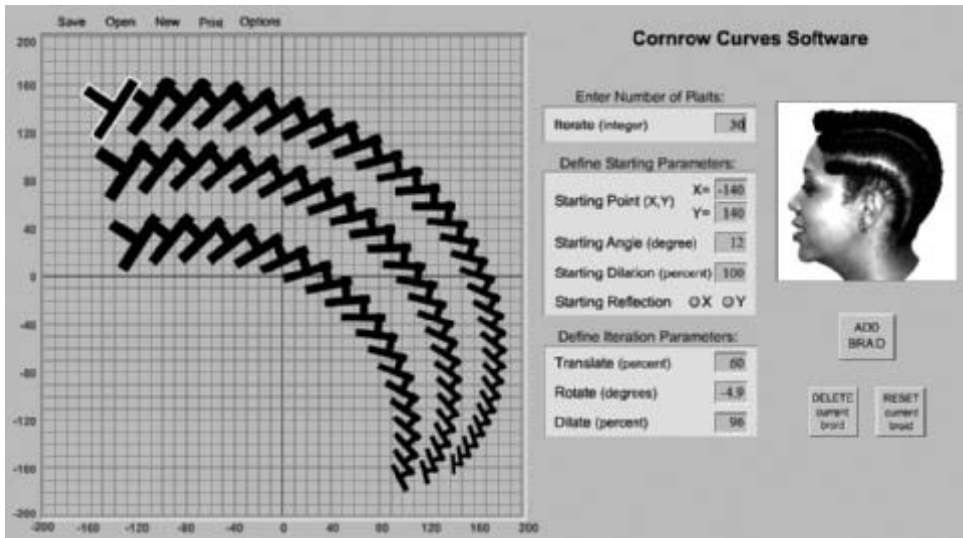 Save Open New Print Options
Cornrow Curves Software
Enter Number of Plaits:
Iterate (integer) 30
Define Starting Parameters:
Starting Point (X,Y) X= -140
Y= 140
Starting Angle (degree) 12
Starting Dilation (percent) 100
Starting Reflection X Y
Define Iteration Parameters:
Translate (percent) 60
Rotate (degrees) -4.9
Dilate (percent) 96
ADD
BRAID
DELETE
current
braid
RESET
current
braid
200
160
120
80
40
0
-40
-80
-120
-160
-200
-200 -160 -120 -80 -40 0 40 80 120 160 200